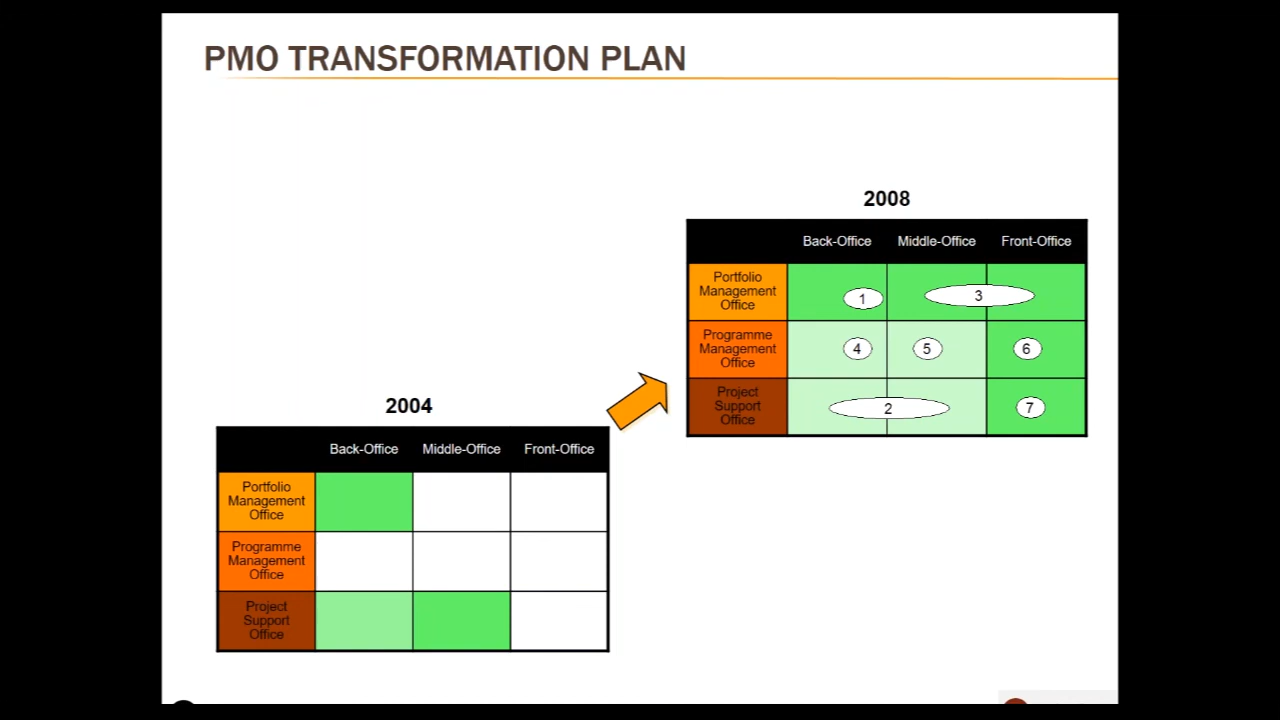 PMO TRANSFORMATION PLAN
2008
Back-Office Middle-Office Front-Office
Portfolio
Management
Office
1 3
Programme
Management
Office
4 5 6
Project
Support
Office
2 7
2004
Back-Office Middle-Office Front-Office
Portfolio
Management
Office
Programme
Management
Office
Project
Support
Office